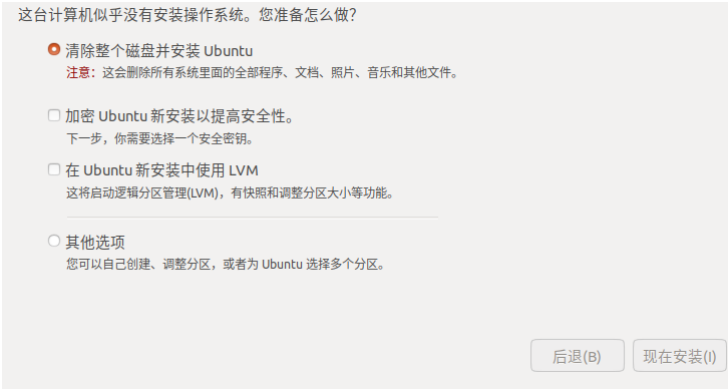 这台计算机似乎没有安装操作系统。您准备怎么做?
清除整个磁盘并安装 Ubuntu
注意：这会删除所有系统里面的全部程序、文档、照片、音乐和其他文件。
加密 Ubuntu 新安装以提高安全性。
下一步，你需要选择一个安全密钥。
在 Ubuntu 新安装中使用 LVM
这将启动逻辑分区管理(LVM)，有快照和调整分区大小等功能。
其他选项
您可以自己创建、调整分区，或者为 Ubuntu 选择多个分区。
后退(B) 现在安装(I)